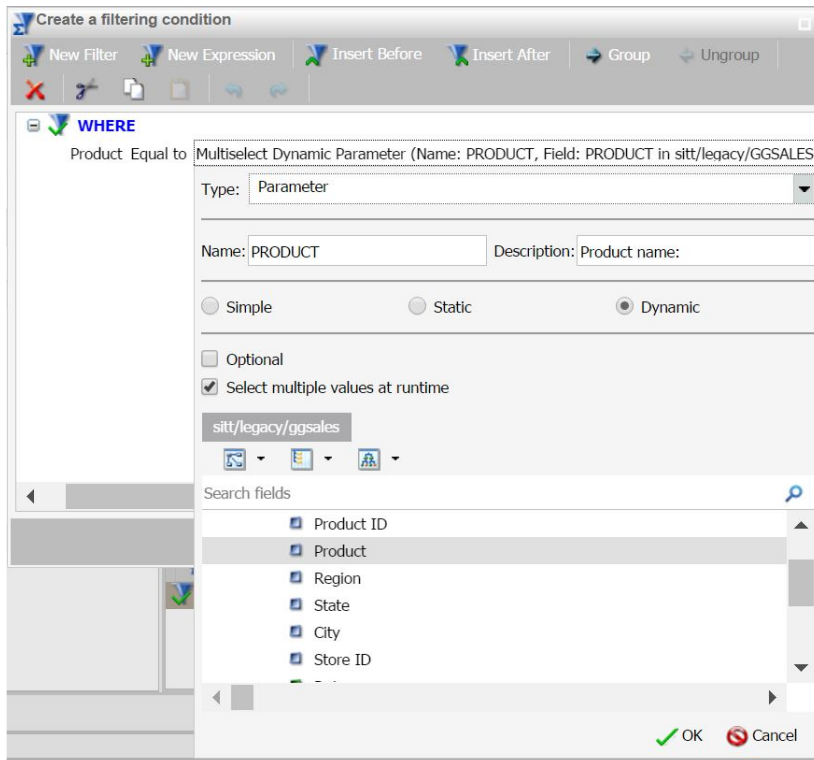 Create a filtering condition
New Filter New Expression Insert Before Insert After Group Ungroup
WHERE
Product Equal to Multiselect Dynamic Parameter (Name: PRODUCT, Field: PRODUCT in sitt/legacy/GGSALES
Type: Parameter
Name: PRODUCT Description: Product name:
Simple Static Dynamic
Optional
Select multiple values at runtime
sitt/legacy/ggsales
Search fields
Product ID
Product
Region
State
City
Store ID
OK Cancel